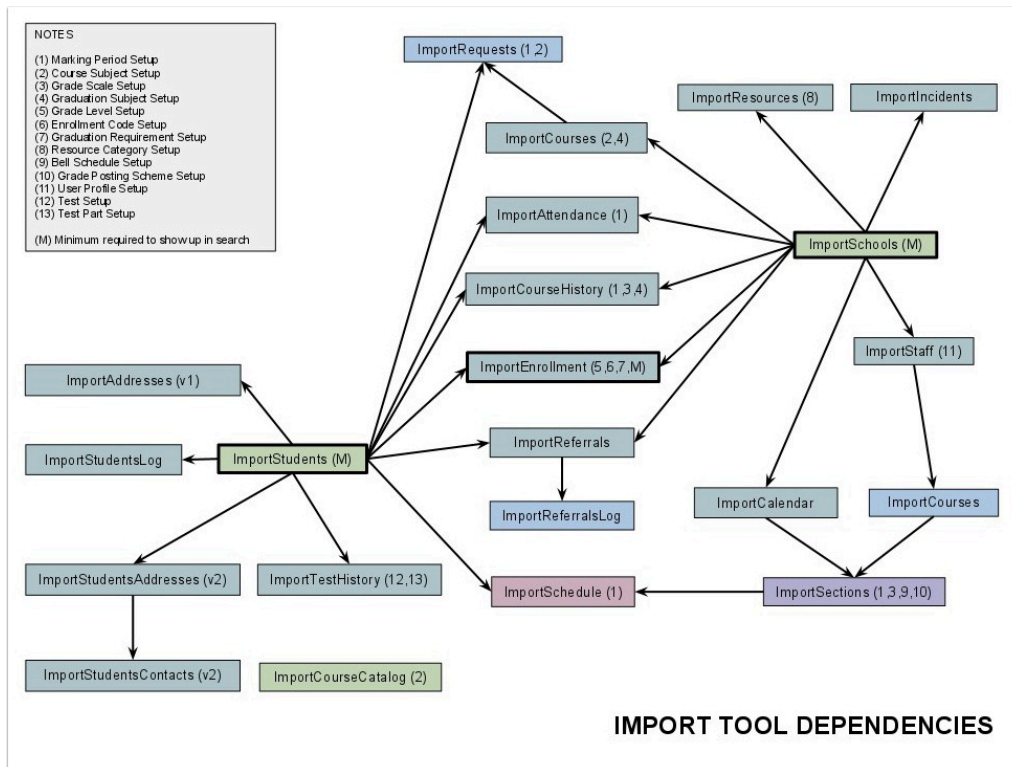 NOTES
(1) Marking Period Setup
(2) Course Subject Setup
(3) Grade Scale Setup
(4) Graduation Subject Setup
(5) Grade Level Setup
(6) Enrollment Code Setup
(7) Graduation Requirement Setup
(8) Resource Category Setup
(9) Bell Schedule Setup
(10) Grade Posting Scheme Setup
(11) User Profile Setup
(12) Test Setup
(13) Test Part Setup
(M) Minimum required to show up in search
ImportRequests (1,2)
ImportResources (8)
ImportIncidents
ImportCourses (2,4)
ImportAttendance (1)
ImportSchools (M)
ImportCourseHistory (1,3,4)
ImportStaff (11)
ImportEnrollment (5,6,7,M)
ImportAddresses (v1)
ImportReferrals
ImportStudentsLog
ImportStudents (M)
ImportCalendar
ImportCourses
ImportReferralsLog
ImportStudentsAddresses (v2)
ImportTestHistory (12,13)
ImportSchedule (1)
ImportSections (1,3,9,10)
ImportStudentsContacts (v2)
ImportCourseCatalog (2)
IMPORT TOOL DEPENDENCIES